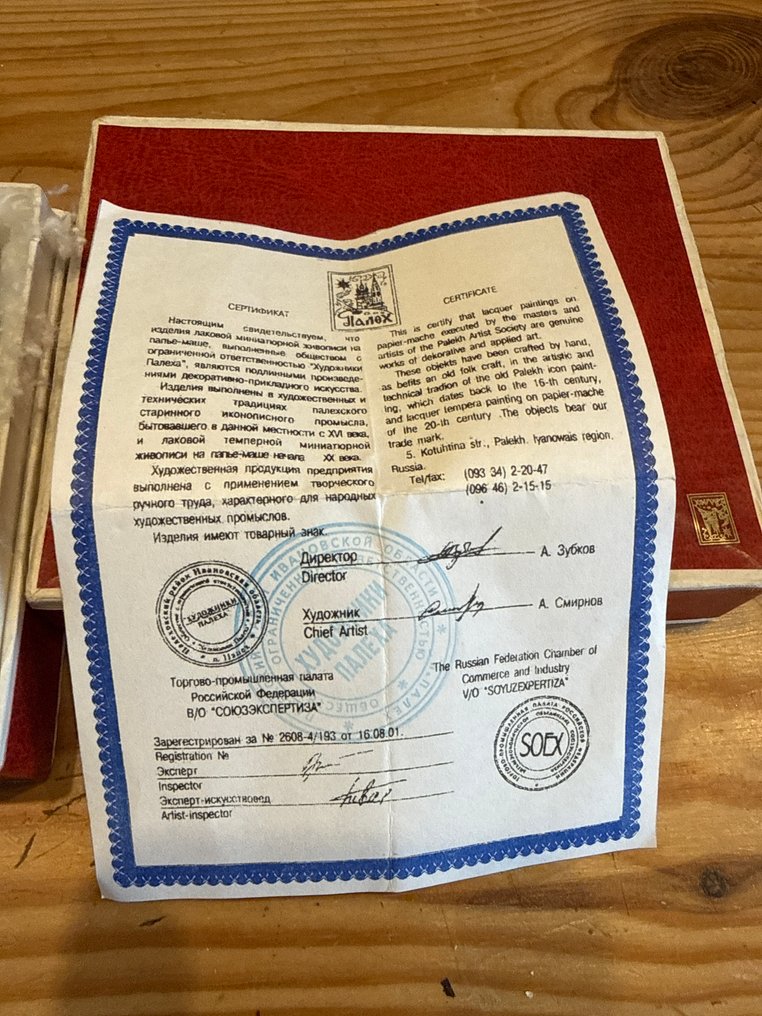 Палех
СЕРТИФИКАТ
Настоящим свидетельствуем, что
изделия лаковой миниатюрной живописи на
папье-маше, выполненные обществом с
ограниченной ответственностью "Художники
Палеха", являются подлинными произведе-
ниями декоративно-прикладного искусства.
Изделия выполнены в художественных и
технических традициях палехского
старинного иконописного промысла,
бытовавшего в данной местности с XVI века,
и лаковой темперной миниатюрной
живописи на папье-маше начала XX века.
Художественная продукция предприятия
выполнена с применением творческого
ручного труда, характерного для народных
художественных промыслов.
Изделия имеют товарный знак.
CERTIFICATE
This is certify that lacquer paintings on
papier-mache executed by the masters and
artists of the Palekh Artist Society are genuine
works of decorative and applied art.
These objekts have been crafted by hand,
as befits an old folk craft, in the artistic and
technical tradion of the old Palekh icon paint-
ing, which dates back to the 16-th century,
and lacquer tempera painting on papier-mache
of the 20-th century .The objects bear our
trade mark.
5. Kotuhtina str., Palekh. Iyanowais region.
Russia.
Tel/fax: (093 34) 2-20-47
(096 46) 2-15-15
Директор А. Зубков
Director
Художник А. Смирнов
Chief Artist
ХУДОЖНИКИ
ПАЛЕХА
ХУДОЖНИКИ
ПАЛЕХА
Торгово-промышленная палата
Российской Федерации
В/О "СОЮЗЭКСПЕРТИЗА"
The Russian Federation Chamber of
Commerce and Industry
V/O "SOYUZEXPERTIZA"
SOEX
Зарегестрирован за № 2608-4/193 от 16.08.01.
Registration №
Эксперт
Inspector
Эксперт-искусствовед
Artist-inspector